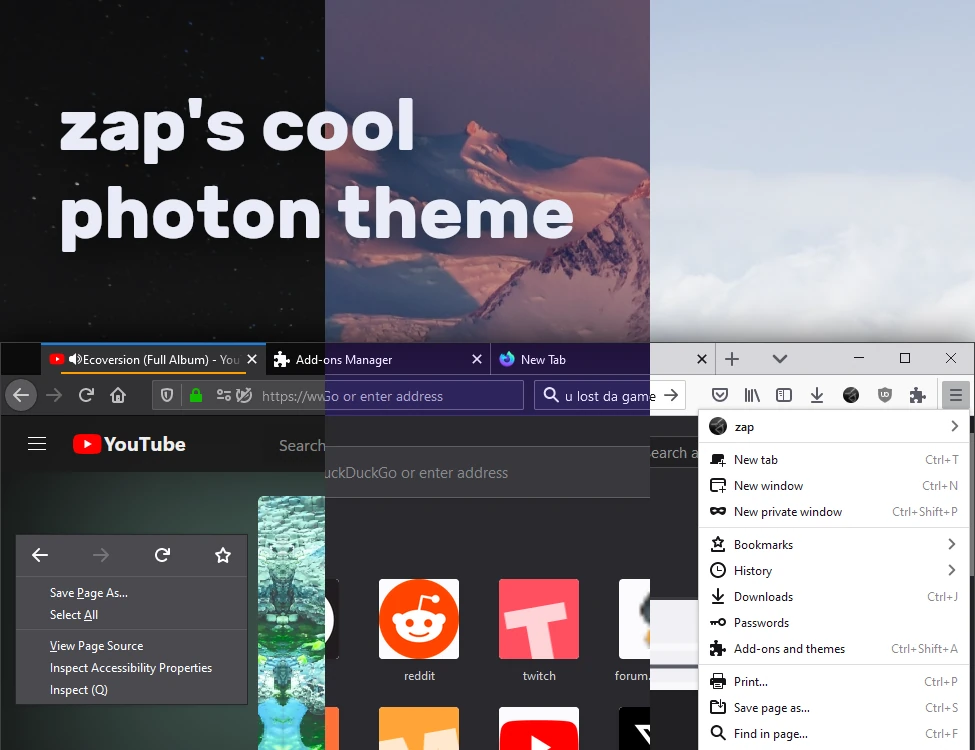 zap's cool
photon theme
Ecoversion (Full Album) - You
Add-ons Manager
New Tab
https://ww
Go or enter address
u lost da game
zap
New tab Ctrl+T
New window Ctrl+N
New private window Ctrl+Shift+P
Bookmarks
History
Downloads Ctrl+J
Passwords
Add-ons and themes Ctrl+Shift+A
Print... Ctrl+P
Save page as... Ctrl+S
Find in page... Ctrl+F
YouTube
Search
uckDuckGo or enter address
earch a
Save Page As...
Select All
View Page Source
Inspect Accessibility Properties
Inspect (Q)
reddit
twitch
forum.